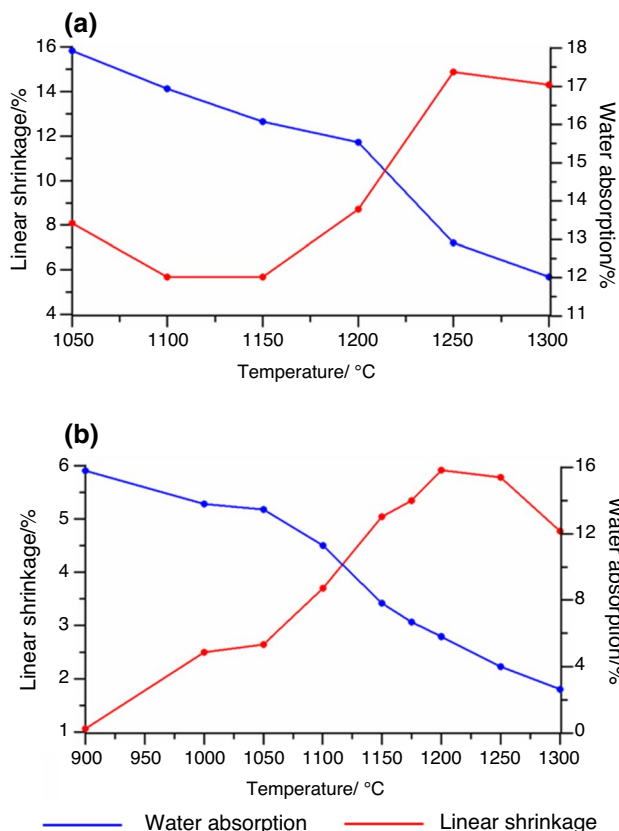 (a)
16
14
12
10
8
6
4
Linear shrinkage/%
18
17
16
15
14
13
12
11
Water absorption/%
1050 1100 1150 1200 1250 1300
Temperature/ °C
(b)
6
5
4
3
2
1
Linear shrinkage/%
16
12
8
4
0
Water absorption/%
900 950 1000 1050 1100 1150 1200 1250 1300
Temperature/ °C
Water absorption Linear shrinkage